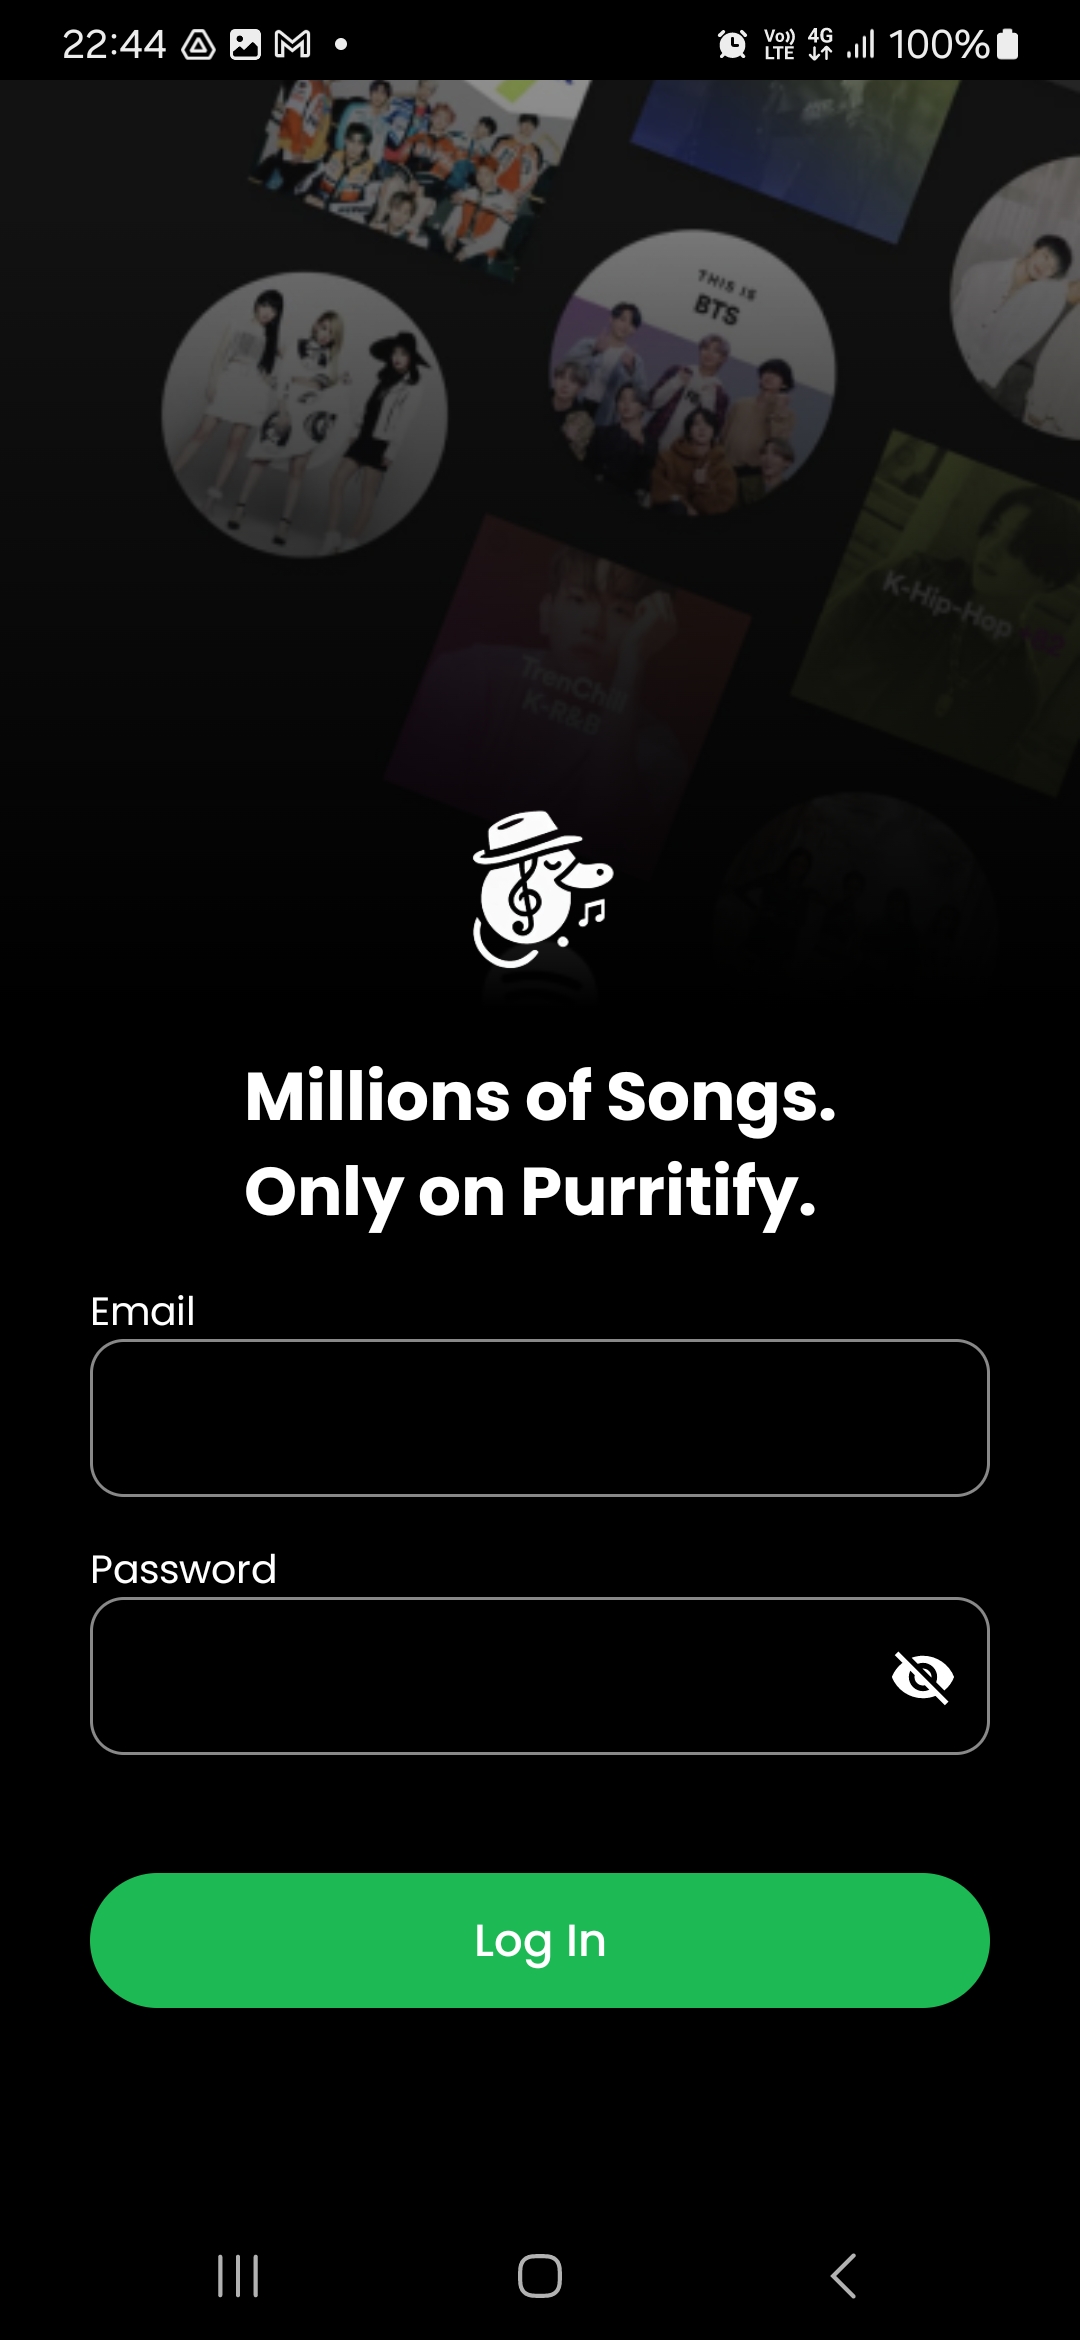 22:44
Vo)) 4G 100%
LTE
THIS IS
BTS
K-Hip-Hop +82
TrenChill
K-R&B
Millions of Songs.
Only on Purritify.
Email
Password
Log In